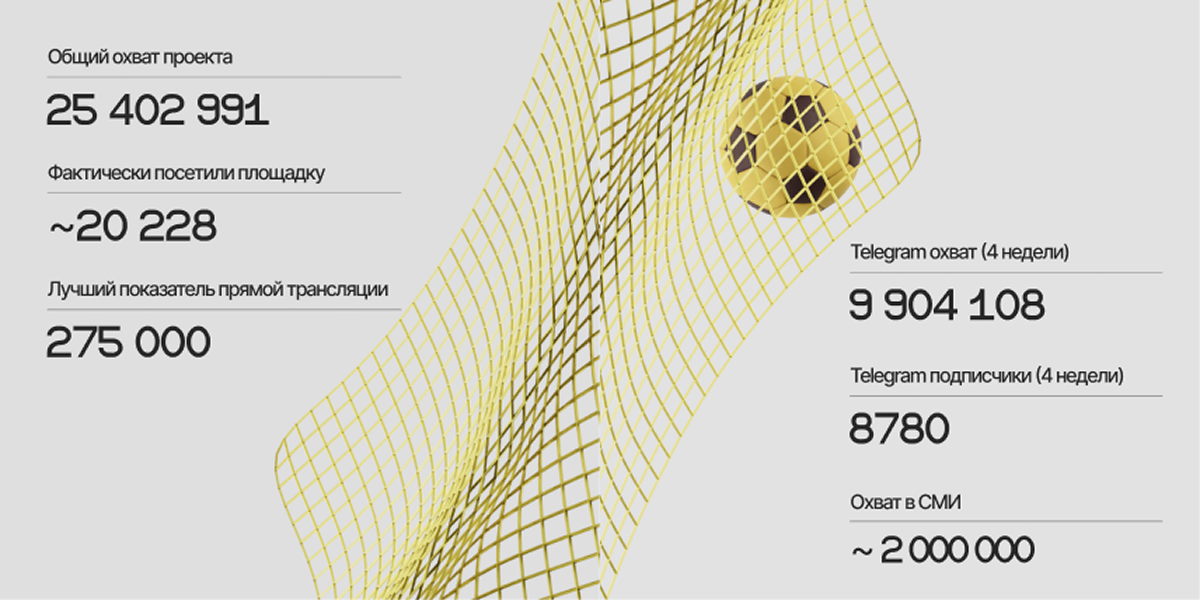 Общий охват проекта
25 402 991
Фактически посетили площадку
~20 228
Лучший показатель прямой трансляции
275 000
Telegram охват (4 недели)
9 904 108
Telegram подписчики (4 недели)
8780
Охват в СМИ
~ 2 000 000